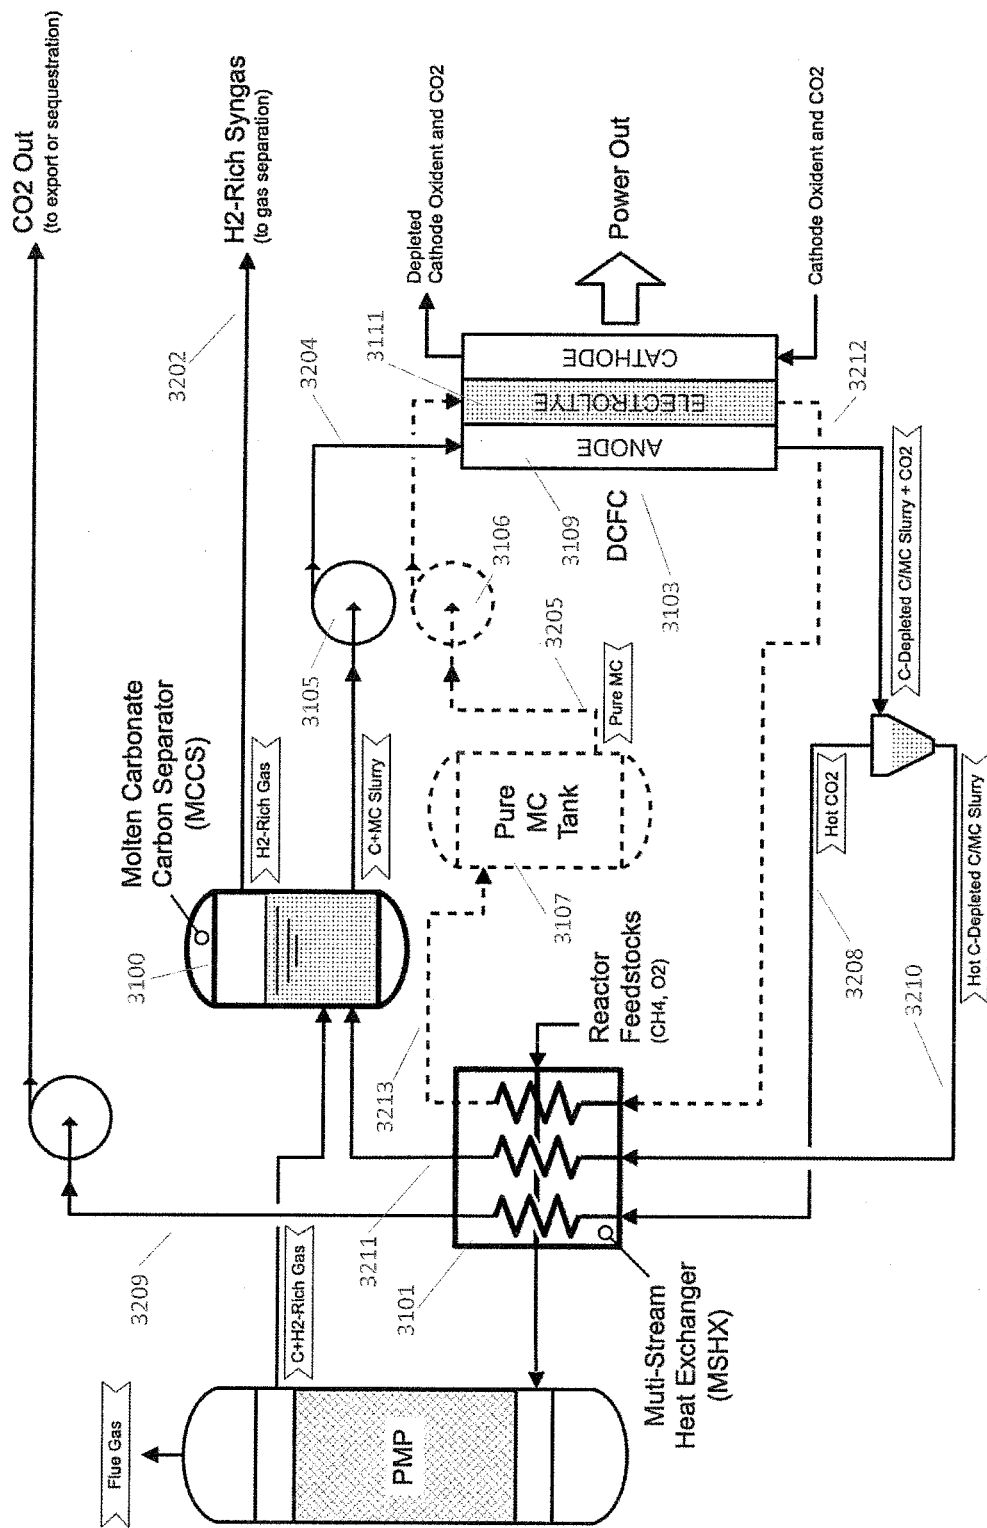 CO2 Out
(to export or sequestration)
Flue Gas
3209
3100
Molten Carbonate
Carbon Separator
(MCCS)
3202
H2-Rich Syngas
(to gas separation)
H2-Rich Gas
C+H2-Rich Gas
3105
3204
3211
C+MC Slurry
3213
3111
PMP
3101
Depleted
Cathode Oxident and CO2
3106
Pure
MC
Tank
3107
3205
3109
Reactor
Feedstocks
(CH4, O2)
Pure MC
DCFC
ANODE
ELECTROLTYE
CATHODE
Power Out
Muti-Stream
Heat Exchanger
(MSHX)
3103
Cathode Oxident and CO2
Hot CO2
3208
3212
3210
C-Depleted C/MC Slurry + CO2
Hot C-Depleted C/MC Slurry